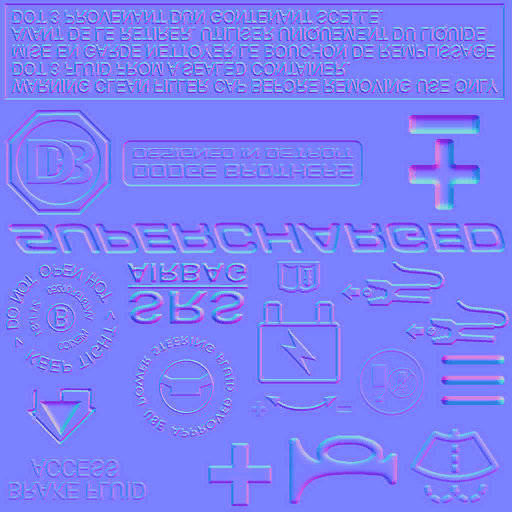 WARNING CLEAN FILLER CAP BEFORE REMOVING USE ONLY
DOT 3 FLUID FROM A SEALED CONTAINER.
MISE EN GARDE NETTOYER LE BOUCHON DE REMPLISSAGE
AVANT DE LE RETIRER. UTILISER UNIQUEMENT DU LIQUIDE
DOT 3 PROVENANT D'UN CONTENANT SCELLE.
DB
DODGE BROTHERS
DESIGNED IN DETROIT
SUPERCHARGED
SRS
AIRBAG
DO NOT OPEN HOT
KEEP TIGHT
B
USE APPROVED POWER STEERING FLUID
BRAKE FLUID
ACCESS